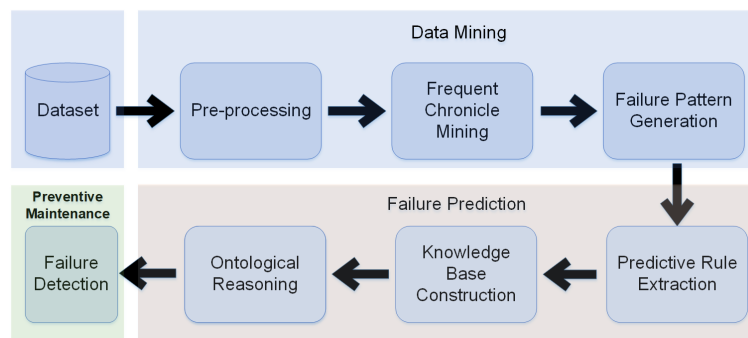 Data Mining
Dataset
Pre-processing
Frequent
Chronicle
Mining
Failure Pattern
Generation
Preventive
Maintenance
Failure
Detection
Failure Prediction
Ontological
Reasoning
Knowledge
Base
Construction
Predictive Rule
Extraction